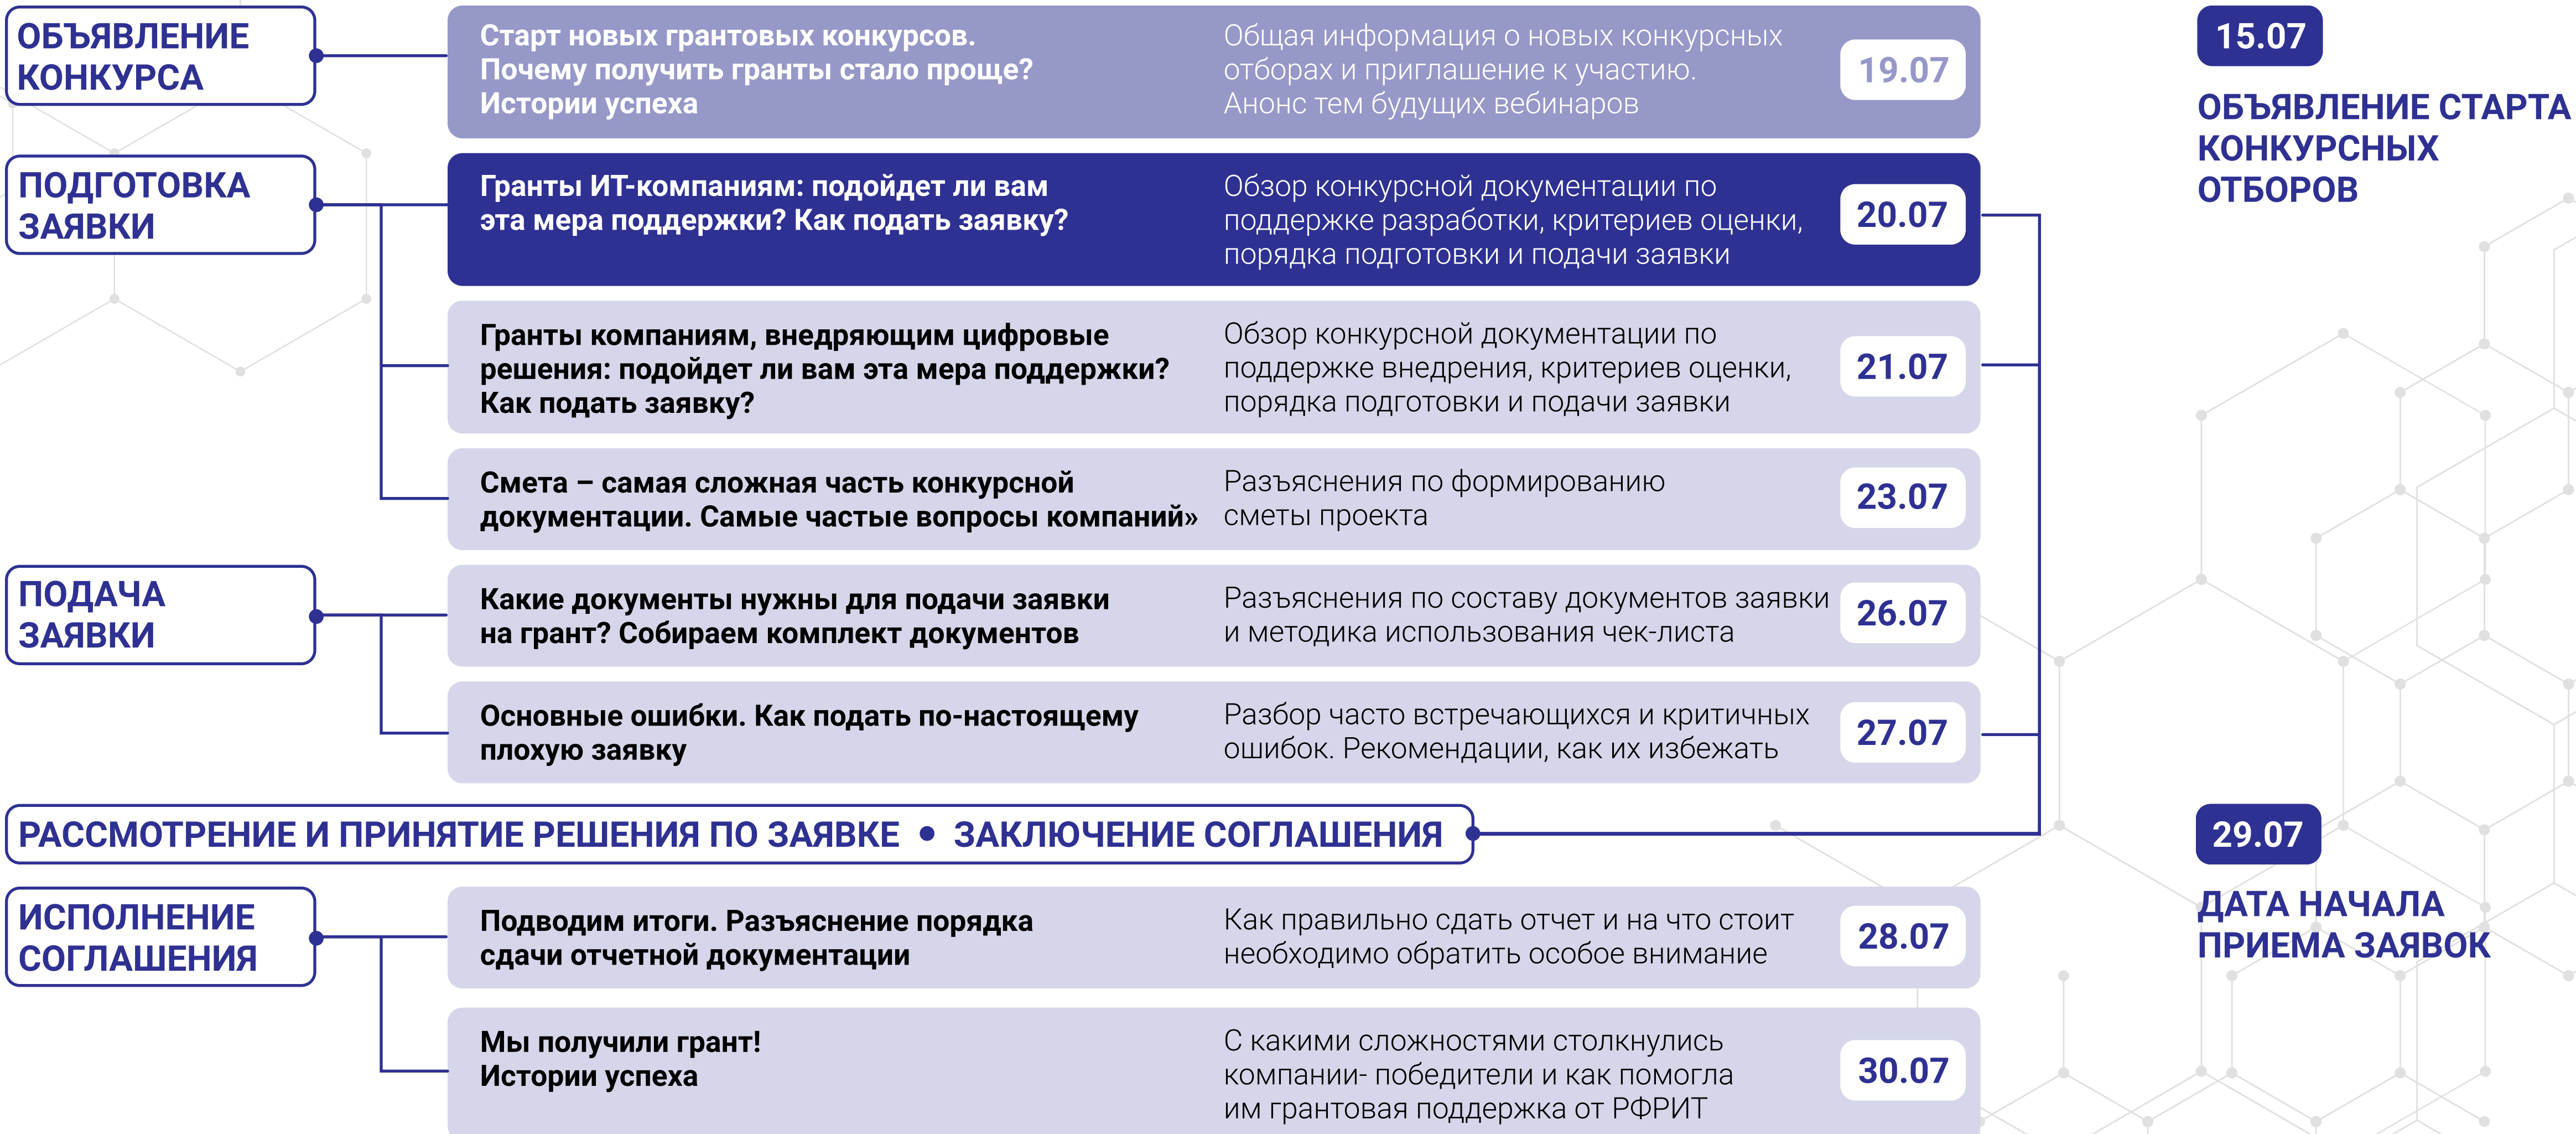 ОБЪЯВЛЕНИЕ
КОНКУРСА
Старт новых грантовых конкурсов.
Почему получить гранты стало проще?
Истории успеха
Общая информация о новых конкурсных
отборах и приглашение к участию.
Анонс тем будущих вебинаров
19.07
15.07
ОБЪЯВЛЕНИЕ СТАРТА
КОНКУРСНЫХ
ОТБОРОВ
ПОДГОТОВКА
ЗАЯВКИ
Гранты ИТ-компаниям: подойдет ли вам
эта мера поддержки? Как подать заявку?
Обзор конкурсной документации по
поддержке разработки, критериев оценки,
порядка подготовки и подачи заявки
20.07
Гранты компаниям, внедряющим цифровые
решения: подойдет ли вам эта мера поддержки?
Как подать заявку?
Обзор конкурсной документации по
поддержке внедрения, критериев оценки,
порядка подготовки и подачи заявки
21.07
Смета – самая сложная часть конкурсной
документации. Самые частые вопросы компаний»
Разъяснения по формированию
сметы проекта
23.07
ПОДАЧА
ЗАЯВКИ
Какие документы нужны для подачи заявки
на грант? Собираем комплект документов
Разъяснения по составу документов заявки
и методика использования чек-листа
26.07
Основные ошибки. Как подать по-настоящему
плохую заявку
Разбор часто встречающихся и критичных
ошибок. Рекомендации, как их избежать
27.07
РАССМОТРЕНИЕ И ПРИНЯТИЕ РЕШЕНИЯ ПО ЗАЯВКЕ • ЗАКЛЮЧЕНИЕ СОГЛАШЕНИЯ
29.07
ДАТА НАЧАЛА
ПРИЕМА ЗАЯВОК
ИСПОЛНЕНИЕ
СОГЛАШЕНИЯ
Подводим итоги. Разъяснение порядка
сдачи отчетной документации
Как правильно сдать отчет и на что стоит
необходимо обратить особое внимание
28.07
Мы получили грант!
Истории успеха
С какими сложностями столкнулись
компании- победители и как помогла
им грантовая поддержка от РФРИТ
30.07